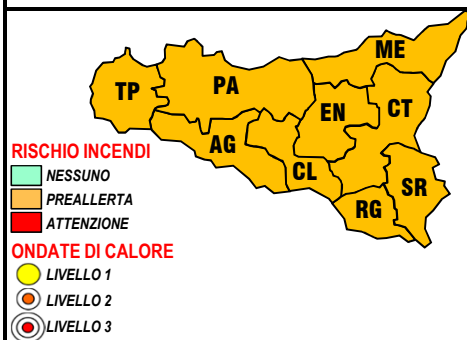 ME
PA
TP
EN
CT
AG
CL
SR
RG
RISCHIO INCENDI
NESSUNO
PREALLERTA
ATTENZIONE
ONDATE DI CALORE
LIVELLO 1
LIVELLO 2
LIVELLO 3